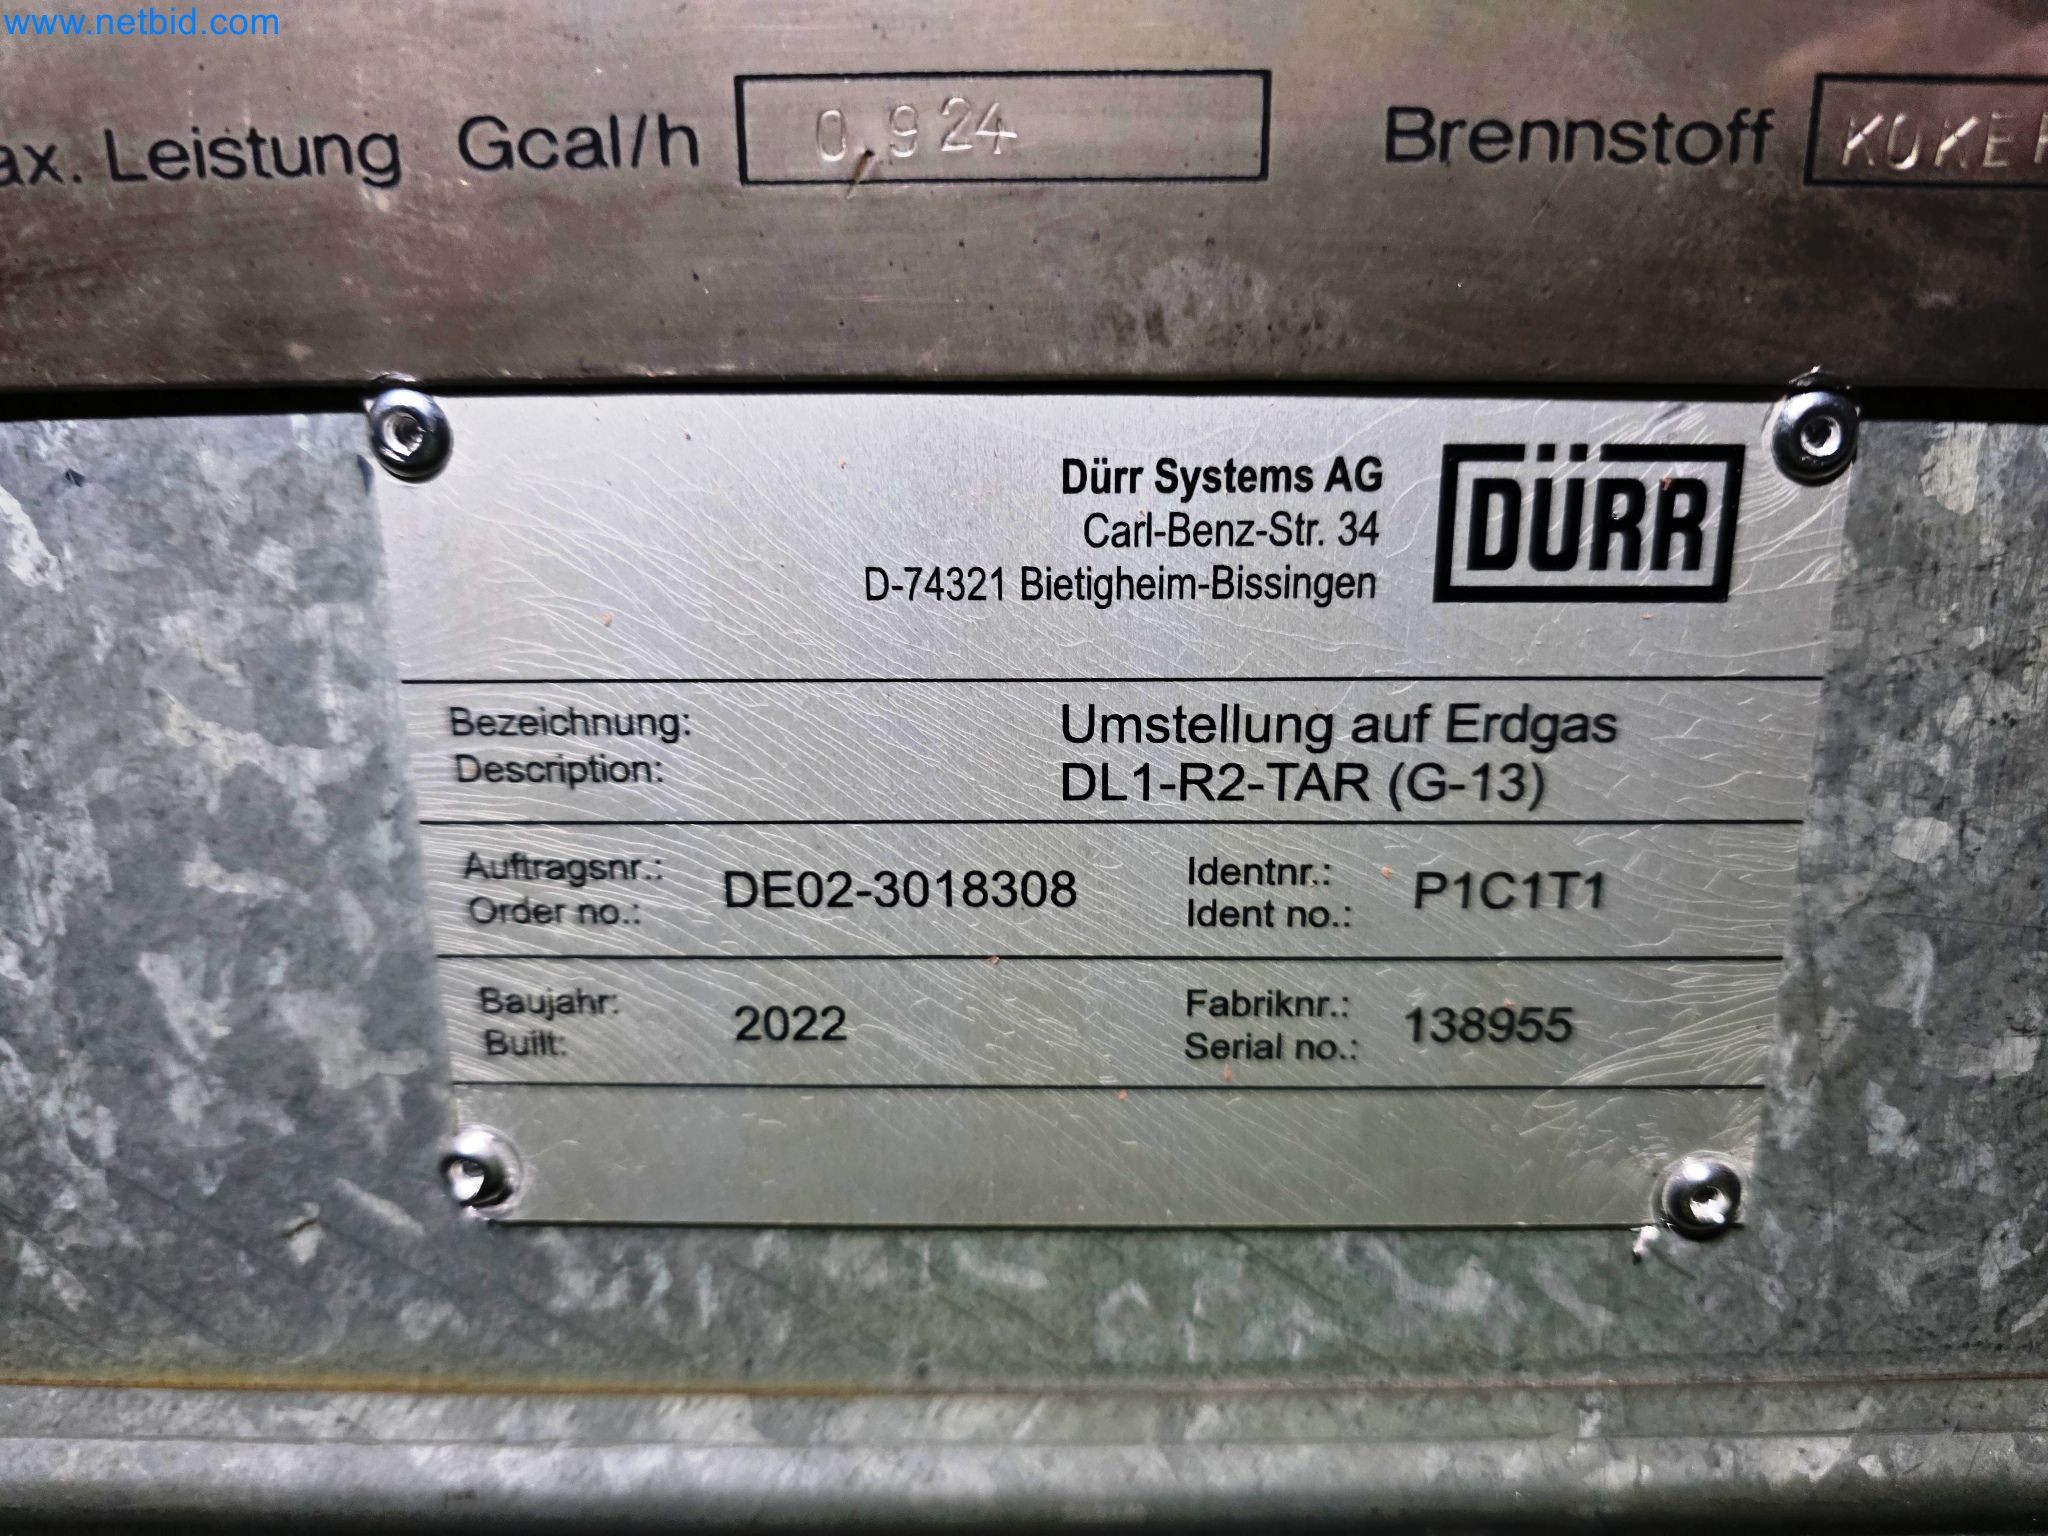 www.netbid.com
ax. Leistung Gcal/h 0,924 Brennstoff KOKER
Dürr Systems AG
Carl-Benz-Str. 34
D-74321 Bietigheim-Bissingen
DÜRR
Bezeichnung: Umstellung auf Erdgas
Description: DL1-R2-TAR (G-13)
Auftragsnr.: Identnr.:
Order no.: DE02-3018308 Ident no.: P1C1T1
Baujahr: Fabriknr.:
Built: 2022 Serial no.: 138955